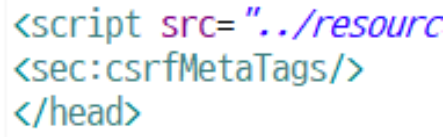 <script src="../resourc
<sec:csrfMetaTags/>
</head>